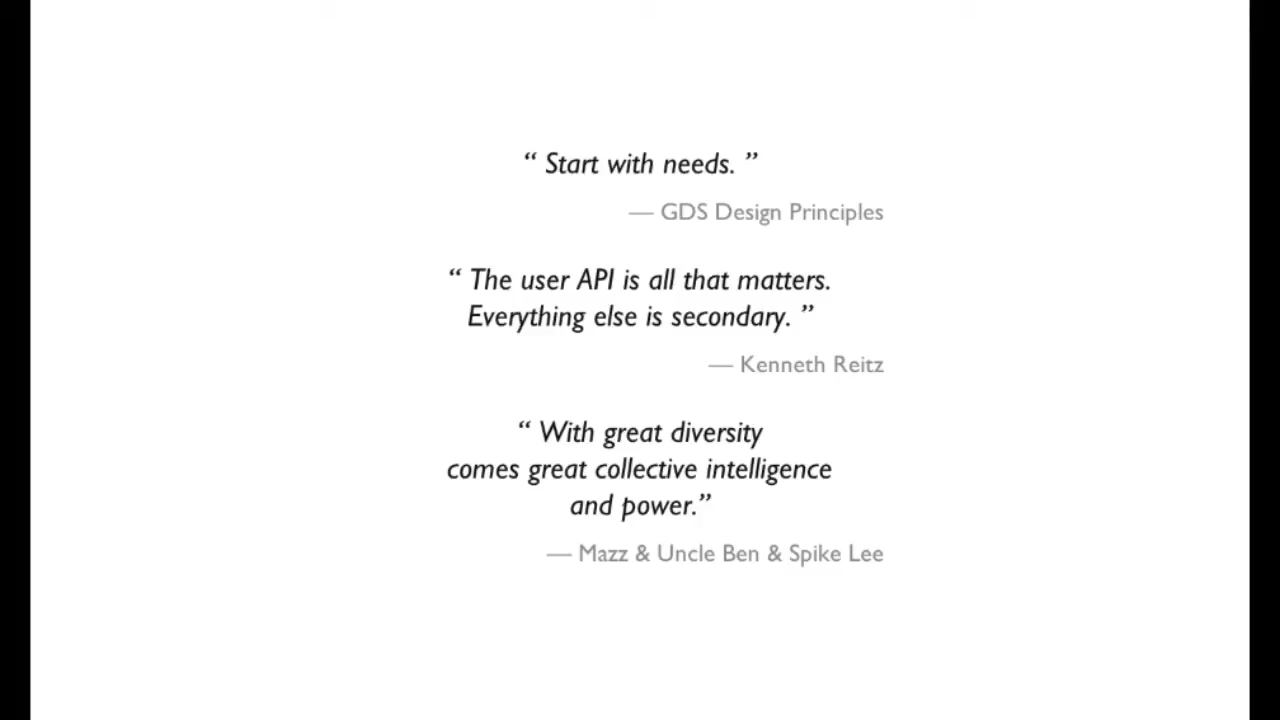 “ Start with needs. ”
— GDS Design Principles
“ The user API is all that matters.
Everything else is secondary. ”
— Kenneth Reitz
“ With great diversity
comes great collective intelligence
and power.”
— Mazz & Uncle Ben & Spike Lee